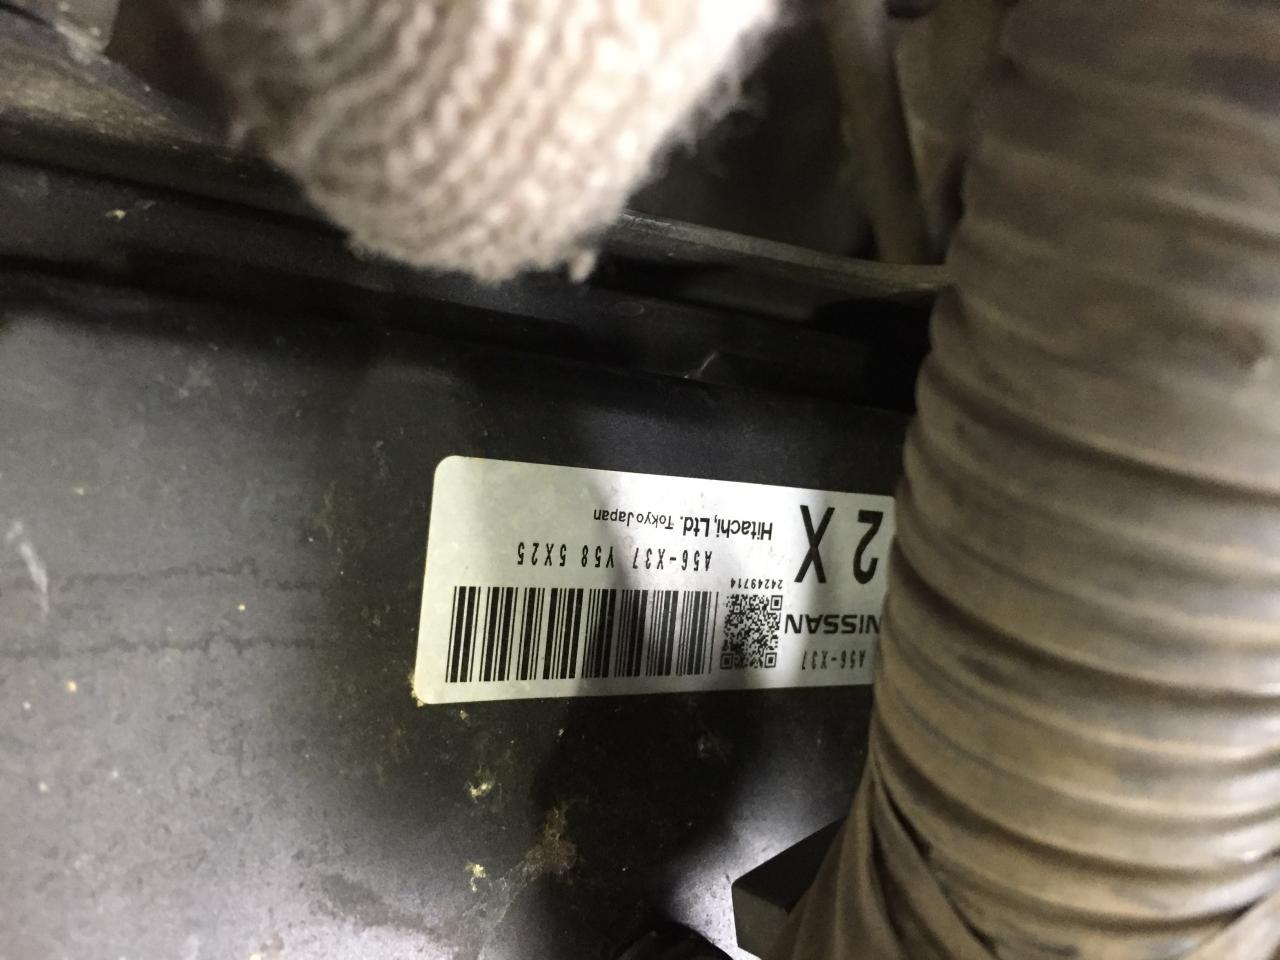 A56-X37
NISSAN
24249714
2 X
A56-X37 Y58 5X25
Hitachi, Ltd. Tokyo Japan